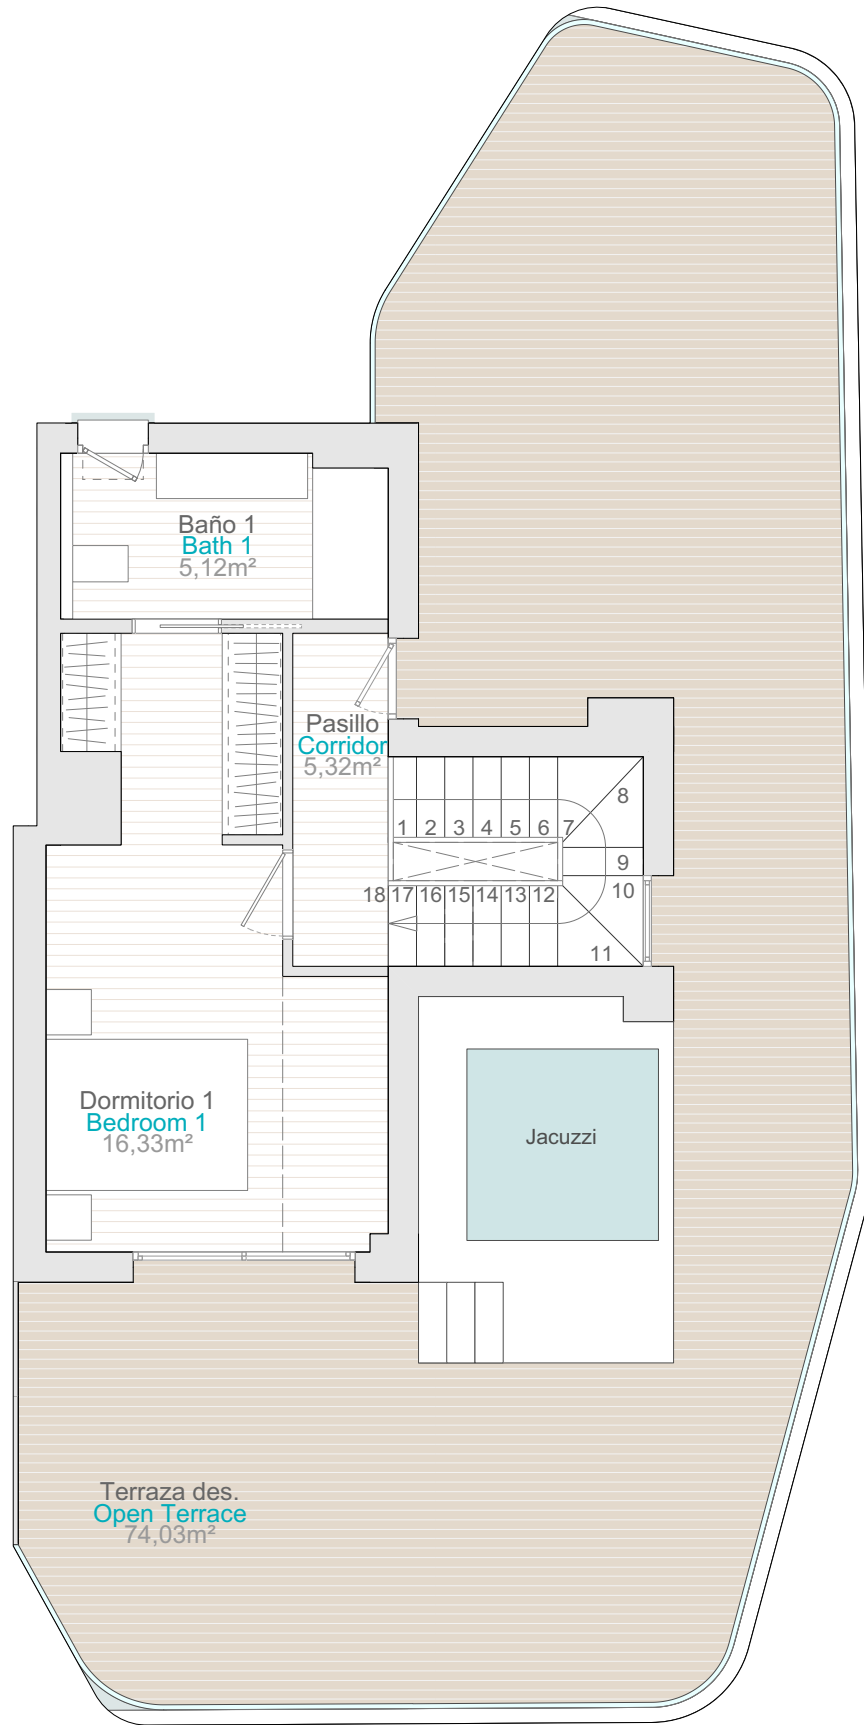 Baño 1
Bath 1
5,12m²
Pasillo
Corridor
5,32m²
8
1 2 3 4 5 6 7
9
18 17 16 15 14 13 12 10
11
Dormitorio 1
Bedroom 1
16,33m²
Jacuzzi
Terraza des.
Open Terrace
74,03m²